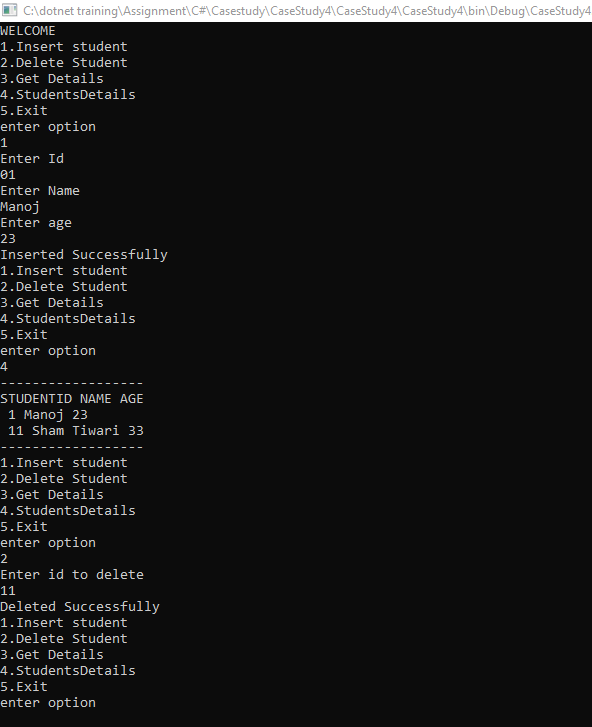 C:\dotnet training\Assignment\C#\Casestudy\CaseStudy4\CaseStudy4\CaseStudy4\bin\Debug\CaseStudy4
WELCOME
1.Insert student
2.Delete Student
3.Get Details
4.StudentsDetails
5.Exit
enter option
1
Enter Id
01
Enter Name
Manoj
Enter age
23
Inserted Successfully
1.Insert student
2.Delete Student
3.Get Details
4.StudentsDetails
5.Exit
enter option
4
------------------
STUDENTID NAME AGE
 1 Manoj 23
 11 Sham Tiwari 33
------------------
1.Insert student
2.Delete Student
3.Get Details
4.StudentsDetails
5.Exit
enter option
2
Enter id to delete
11
Deleted Successfully
1.Insert student
2.Delete Student
3.Get Details
4.StudentsDetails
5.Exit
enter option